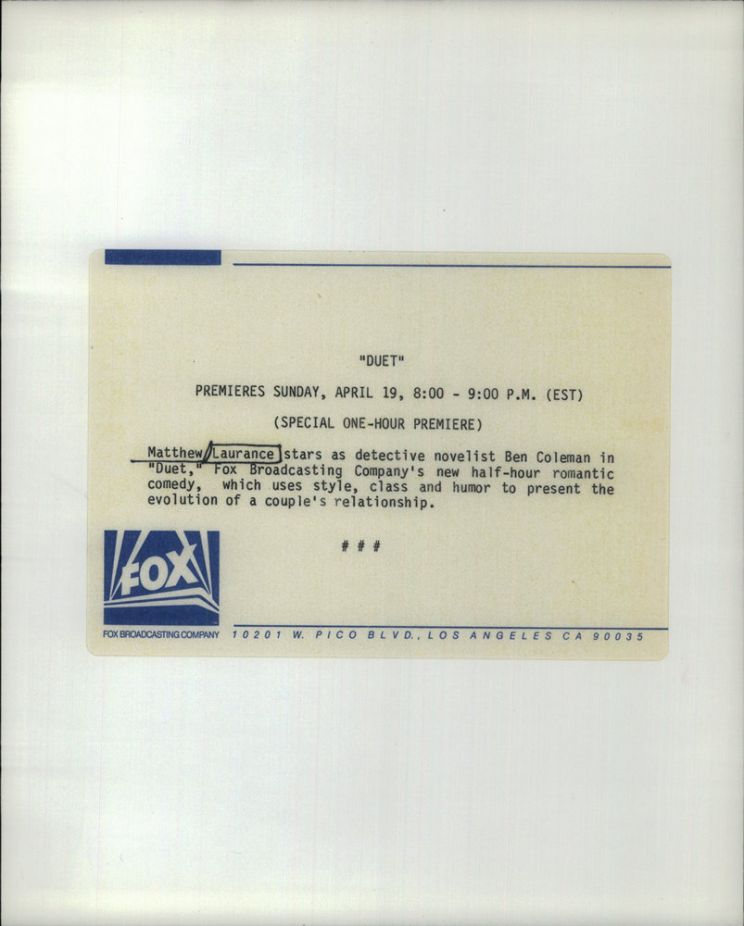 "DUET"
PREMIERES SUNDAY, APRIL 19, 8:00 - 9:00 P.M. (EST)
(SPECIAL ONE-HOUR PREMIERE)
Matthew Laurance stars as detective novelist Ben Coleman in
"Duet," Fox Broadcasting Company's new half-hour romantic
comedy, which uses style, class and humor to present the
evolution of a couple's relationship.
# # #
FOX
FOX BROADCASTING COMPANY 10201 W. PICO BLVD., LOS ANGELES CA 90035